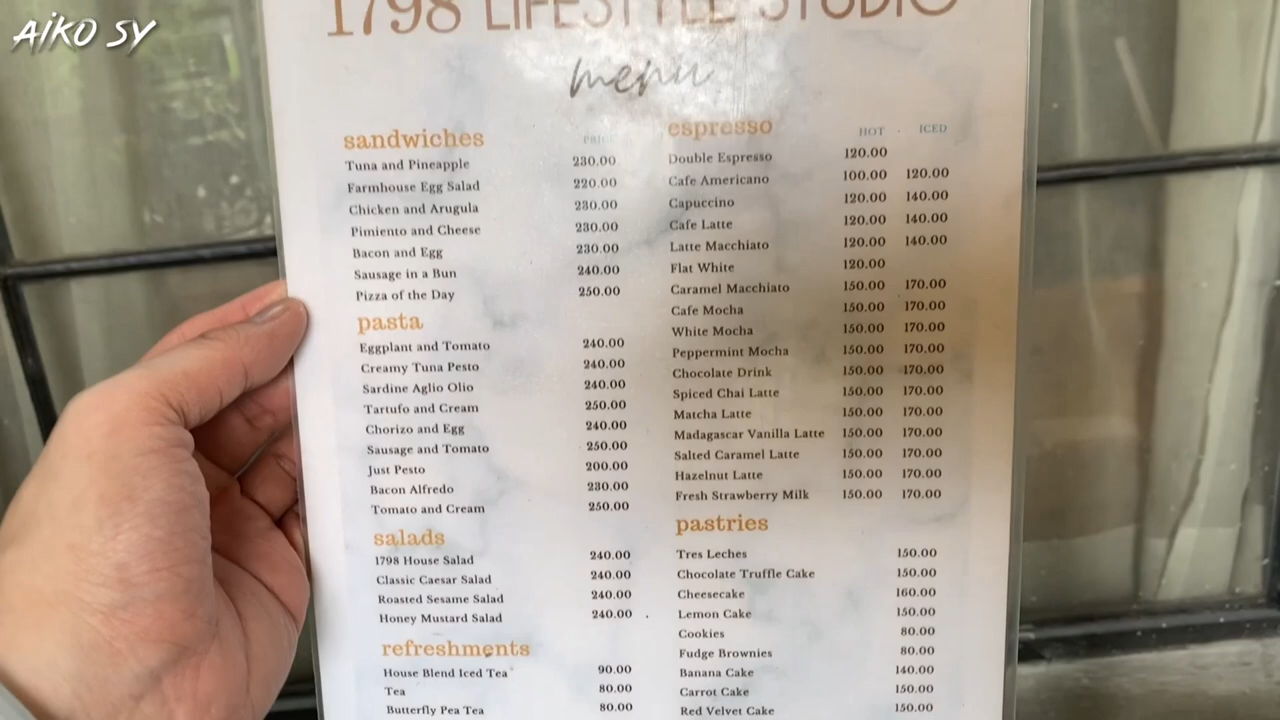 AIKO SY
1798 LIFESTYLE STUDIO
menu
sandwiches PRICE
Tuna and Pineapple 230.00
Farmhouse Egg Salad 220.00
Chicken and Arugula 230.00
Pimiento and Cheese 230.00
Bacon and Egg 230.00
Sausage in a Bun 240.00
Pizza of the Day 250.00
pasta
Eggplant and Tomato 240.00
Creamy Tuna Pesto 240.00
Sardine Aglio Olio 240.00
Tartufo and Cream 250.00
Chorizo and Egg 240.00
Sausage and Tomato 250.00
Just Pesto 200.00
Bacon Alfredo 230.00
Tomato and Cream 250.00
salads
1798 House Salad 240.00
Classic Caesar Salad 240.00
Roasted Sesame Salad 240.00
Honey Mustard Salad 240.00
refreshments
House Blend Iced Tea 90.00
Tea 80.00
Butterfly Pea Tea 80.00
espresso HOT ICED
Double Espresso 120.00
Cafe Americano 100.00 120.00
Capuccino 120.00 140.00
Cafe Latte 120.00 140.00
Latte Macchiato 120.00 140.00
Flat White 120.00
Caramel Macchiato 150.00 170.00
Cafe Mocha 150.00 170.00
White Mocha 150.00 170.00
Peppermint Mocha 150.00 170.00
Chocolate Drink 150.00 170.00
Spiced Chai Latte 150.00 170.00
Matcha Latte 150.00 170.00
Madagascar Vanilla Latte 150.00 170.00
Salted Caramel Latte 150.00 170.00
Hazelnut Latte 150.00 170.00
Fresh Strawberry Milk 150.00 170.00
pastries
Tres Leches 150.00
Chocolate Truffle Cake 150.00
Cheesecake 160.00
Lemon Cake 150.00
Cookies 80.00
Fudge Brownies 80.00
Banana Cake 140.00
Carrot Cake 150.00
Red Velvet Cake 150.00